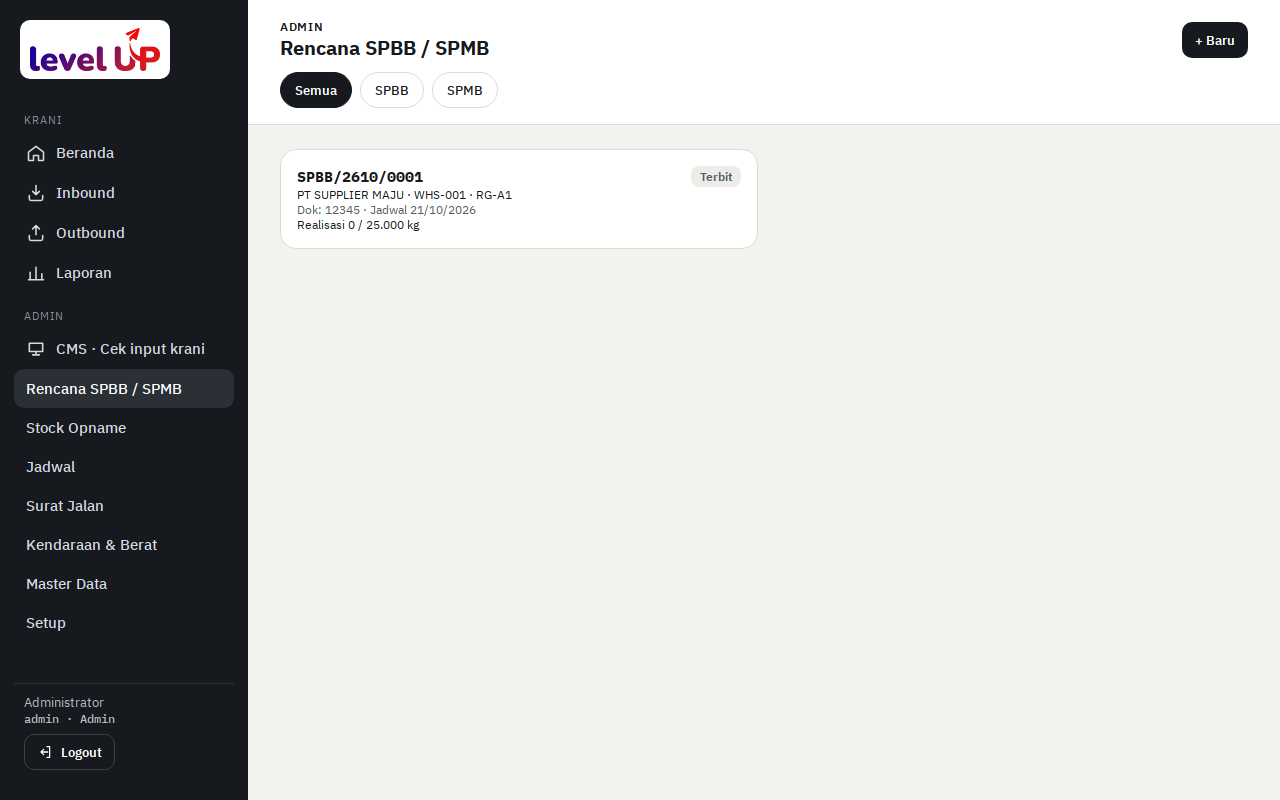 level UP
KRANI
Beranda
Inbound
Outbound
Laporan
ADMIN
CMS · Cek input krani
Rencana SPBB / SPMB
Stock Opname
Jadwal
Surat Jalan
Kendaraan & Berat
Master Data
Setup
Administrator
admin · Admin
Logout
ADMIN
Rencana SPBB / SPMB
+ Baru
Semua
SPBB
SPMB
SPBB/2610/0001
Terbit
PT SUPPLIER MAJU · WHS-001 · RG-A1
Dok: 12345 · Jadwal 21/10/2026
Realisasi 0 / 25.000 kg